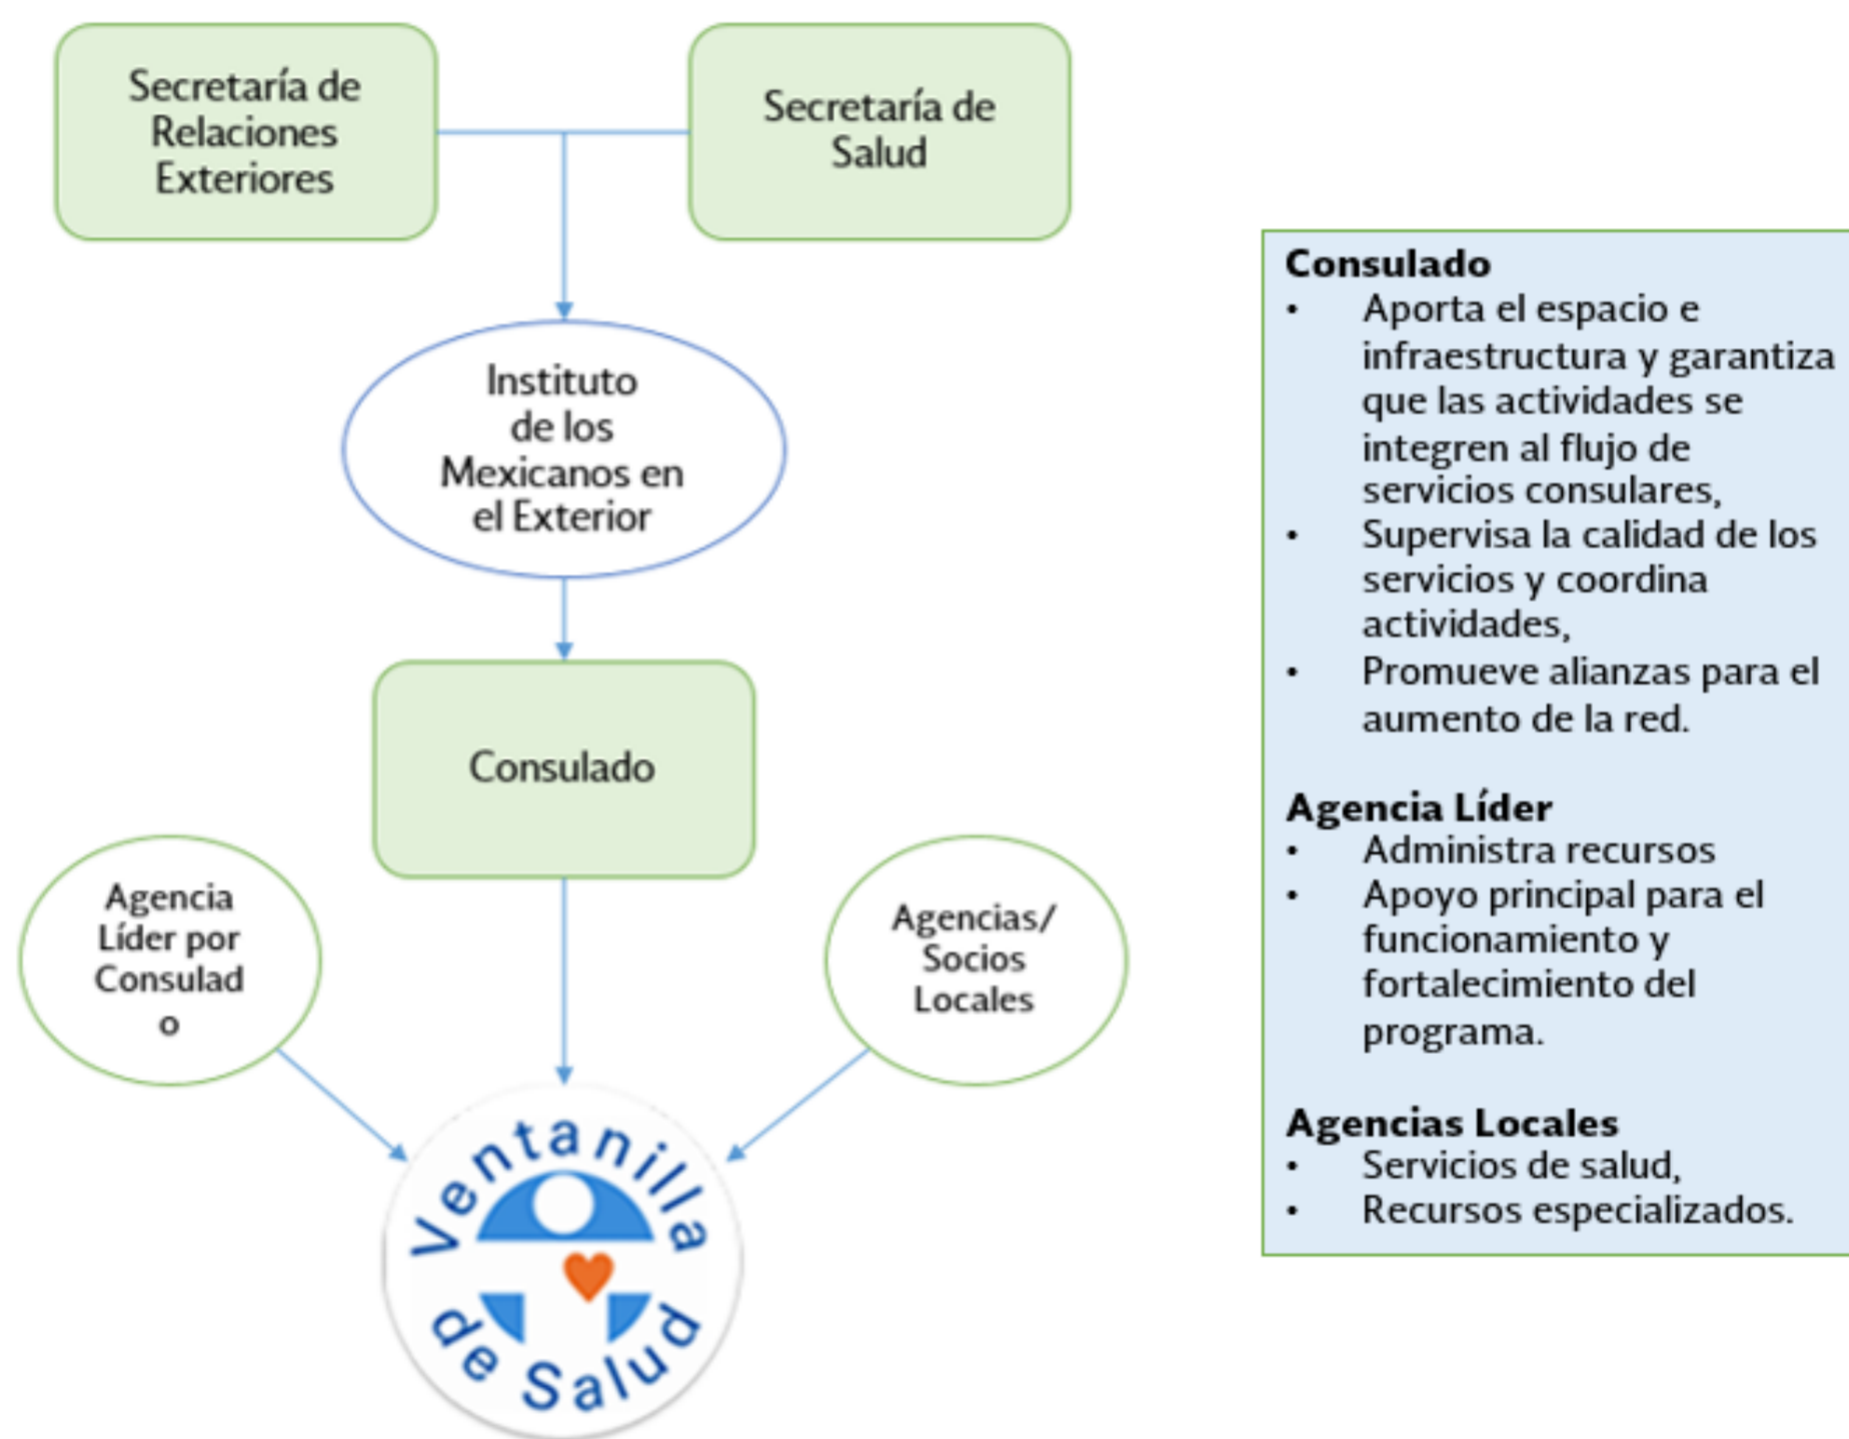 Secretaría de
Relaciones
Exteriores
Secretaría de
Salud
Instituto
de los
Mexicanos en
el Exterior
Consulado
Agencia
Líder por
Consulad
o
Agencias/
Socios
Locales
Ventanilla
de Salud
Consulado
• Aporta el espacio e
infraestructura y garantiza
que las actividades se
integren al flujo de
servicios consulares,
• Supervisa la calidad de los
servicios y coordina
actividades,
• Promueve alianzas para el
aumento de la red.
Agencia Líder
• Administra recursos
• Apoyo principal para el
funcionamiento y
fortalecimiento del
programa.
Agencias Locales
• Servicios de salud,
• Recursos especializados.